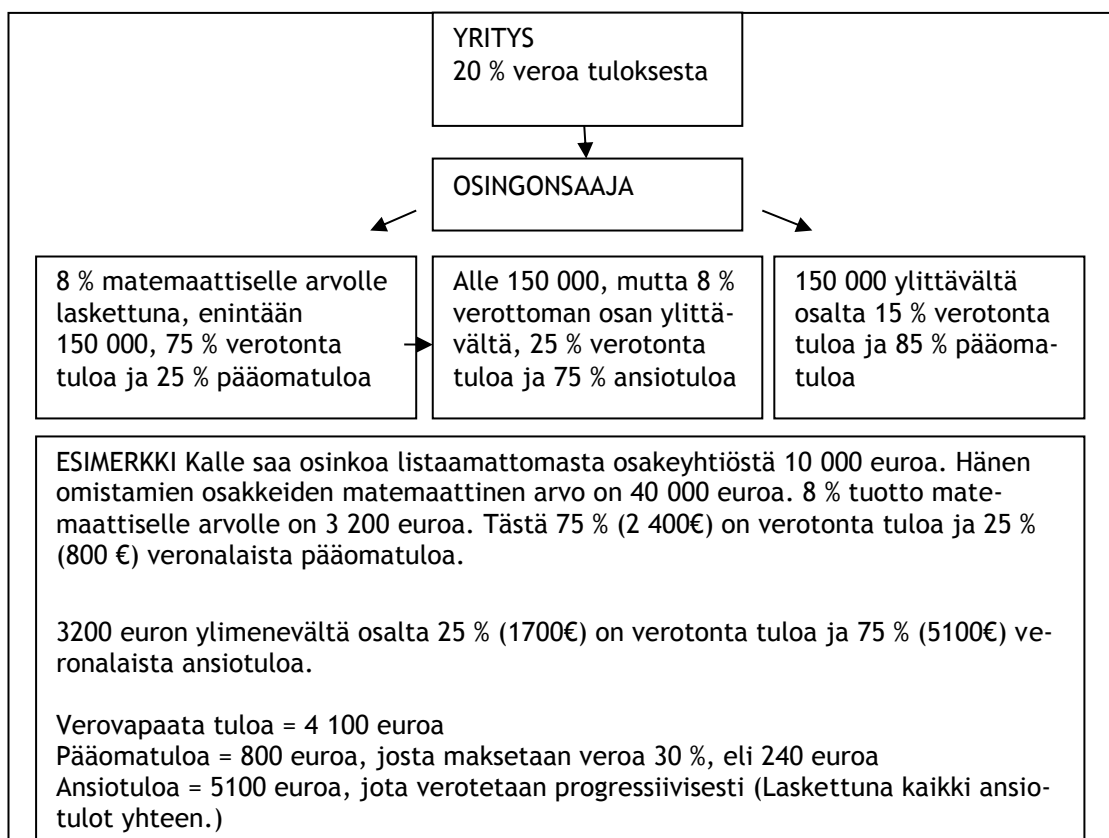 YRITYS
20 % veroa tuloksesta
OSINGONSAAJA
8 % matemaattiselle arvolle
laskettuna, enintään
150 000, 75 % verotonta
tuloa ja 25 % pääomatuloa
Alle 150 000, mutta 8 %
verottoman osan ylittä-
vältä, 25 % verotonta
tuloa ja 75 % ansiotuloa
150 000 ylittävältä
osalta 15 % verotonta
tuloa ja 85 % pääoma-
tuloa
ESIMERKKI Kalle saa osinkoa listaamattomasta osakeyhtiöstä 10 000 euroa. Hänen
omistamien osakkeiden matemaattinen arvo on 40 000 euroa. 8 % tuotto mate-
maattiselle arvolle on 3 200 euroa. Tästä 75 % (2 400€) on verotonta tuloa ja 25 %
(800 €) veronalaista pääomatuloa.
3200 euron ylimenevältä osalta 25 % (1700€) on verotonta tuloa ja 75 % (5100€) ve-
ronalaista ansiotuloa.
Verovapaata tuloa = 4 100 euroa
Pääomatuloa = 800 euroa, josta maksetaan veroa 30 %, eli 240 euroa
Ansiotuloa = 5100 euroa, jota verotetaan progressiivisesti (Laskettuna kaikki ansio-
tulot yhteen.)